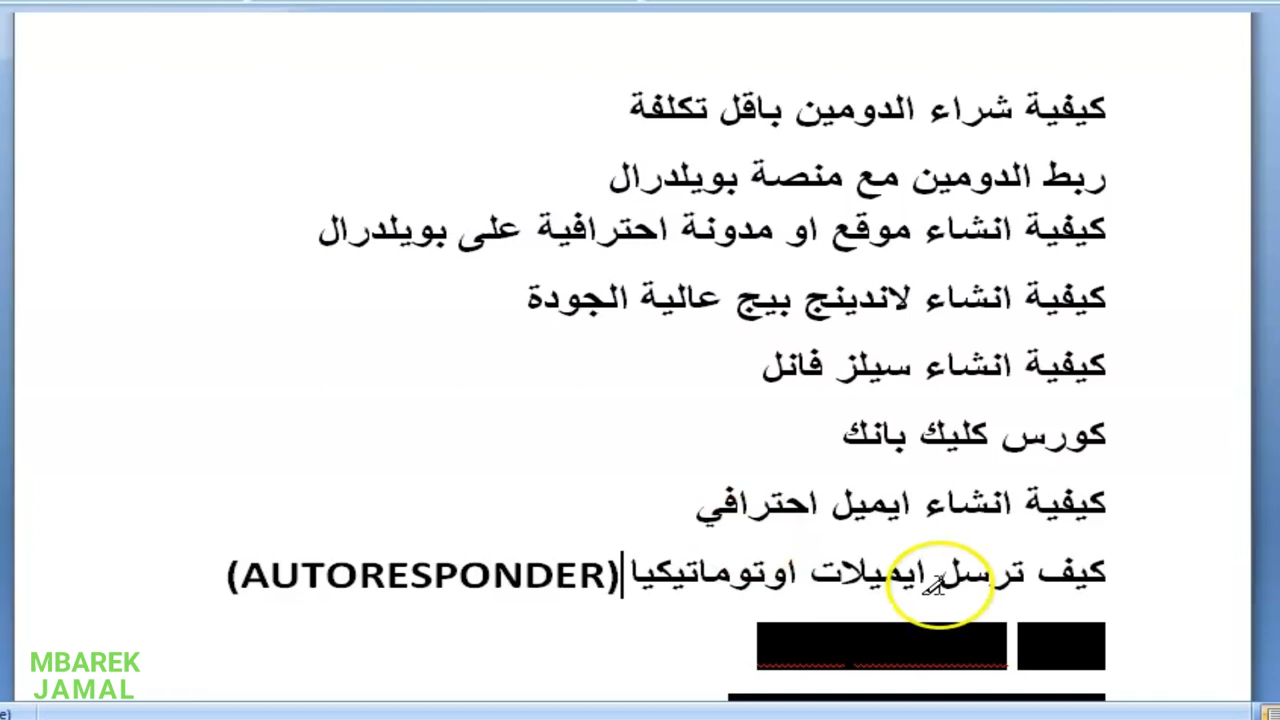 كيفية شراء الدومين باقل تكلفة
ربط الدومين مع منصة بويلدرال
كيفية انشاء موقع او مدونة احترافية على بويلدرال
كيفية انشاء لاندينج بيج عالية الجودة
كيفية انشاء سيلز فانل
كورس كليك بانك
كيفية انشاء ايميل احترافي
كيف ترسل ايميلات اوتوماتيكيا (AUTORESPONDER)
MBAREK
JAMAL
e)